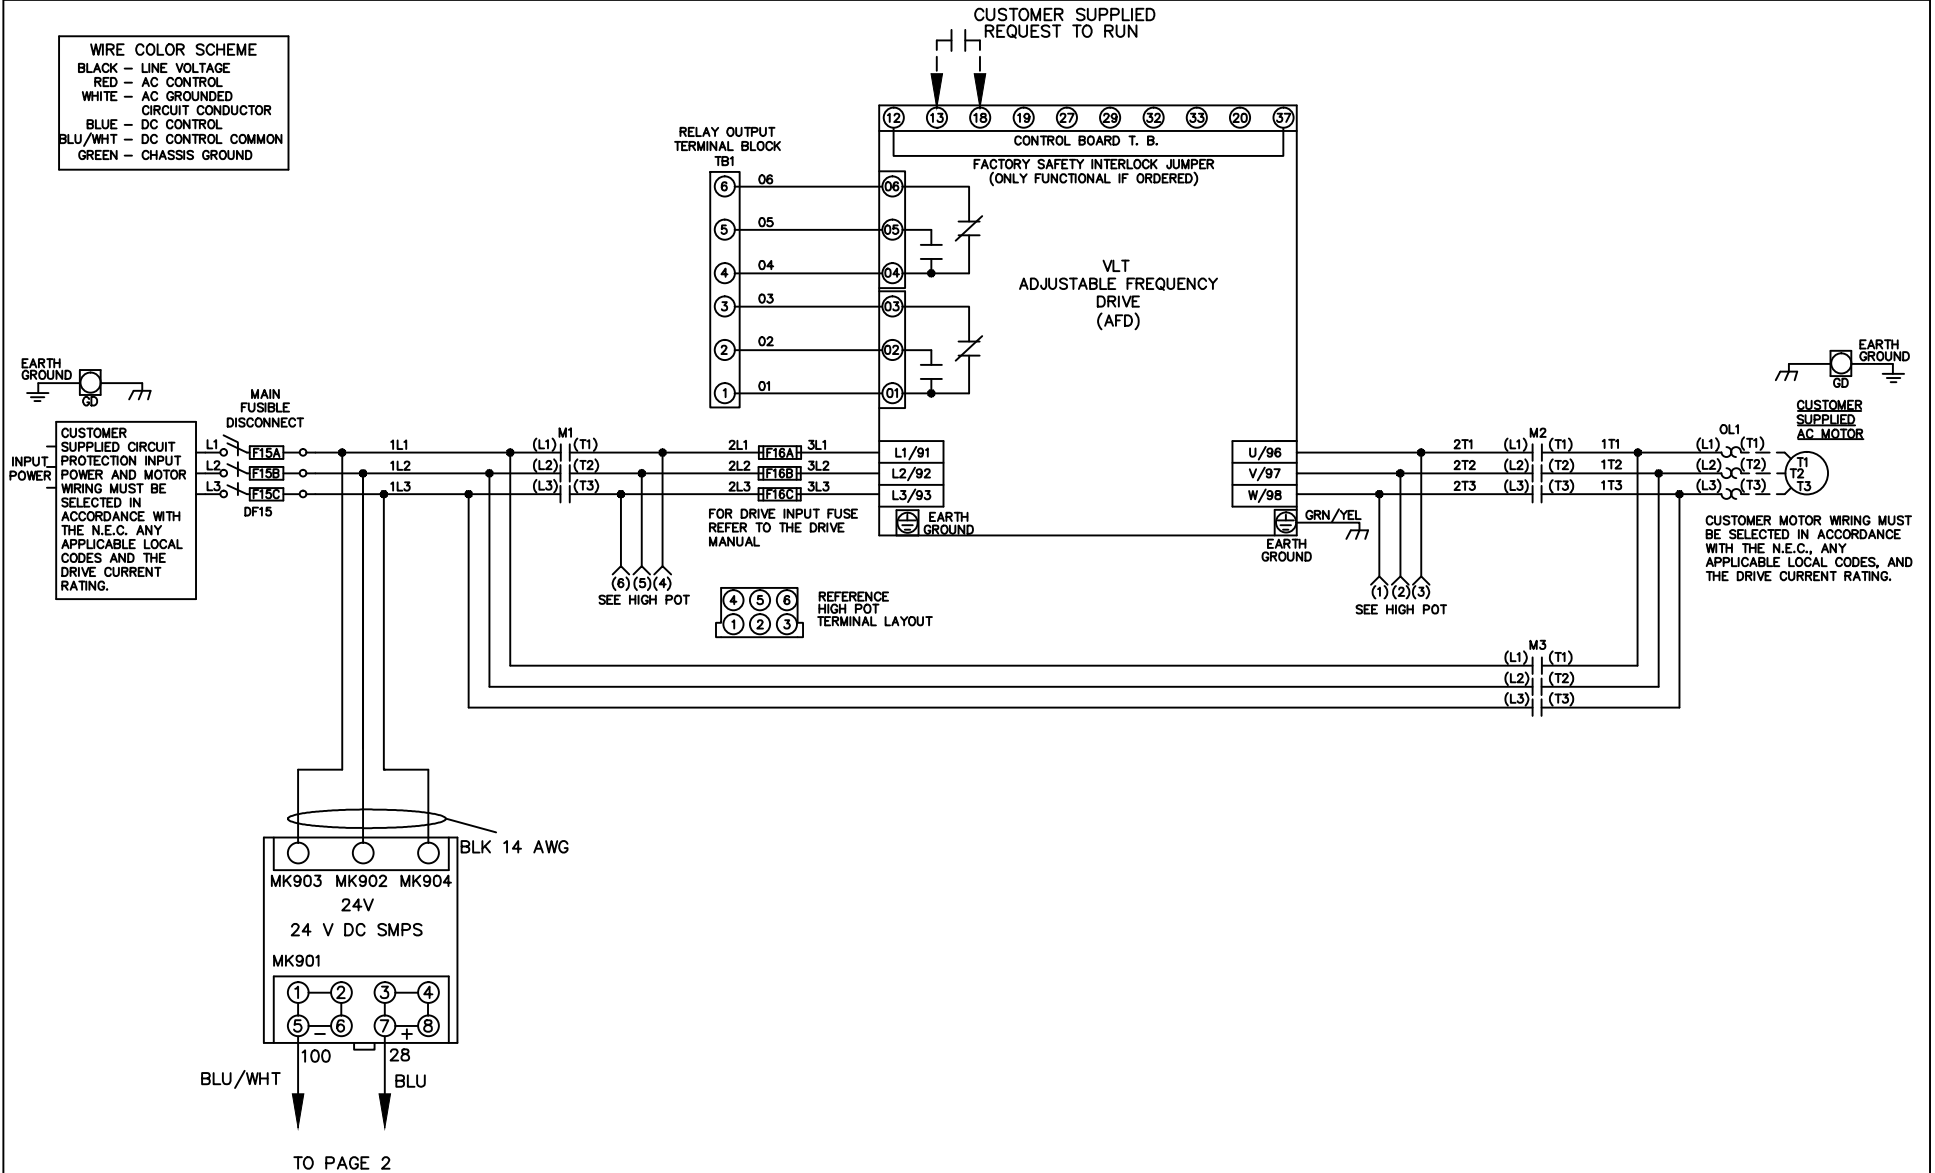 CUSTOMER SUPPLIED
REQUEST TO RUN
WIRE COLOR SCHEME
BLACK – LINE VOLTAGE
RED – AC CONTROL
WHITE – AC GROUNDED
CIRCUIT CONDUCTOR
BLUE – DC CONTROL
BLU/WHT – DC CONTROL COMMON
GREEN – CHASSIS GROUND
12 13 18 19 27 29 32 33 20 37
CONTROL BOARD T. B.
FACTORY SAFETY INTERLOCK JUMPER
(ONLY FUNCTIONAL IF ORDERED)
RELAY OUTPUT
TERMINAL BLOCK
TB1
6 06 06
5 05 05
4 04 04
3 03 03
2 02 02
1 01 01
VLT
ADJUSTABLE FREQUENCY
DRIVE
(AFD)
EARTH
GROUND
GD
MAIN
FUSIBLE
DISCONNECT
INPUT
POWER
CUSTOMER
SUPPLIED CIRCUIT
PROTECTION INPUT
POWER AND MOTOR
WIRING MUST BE
SELECTED IN
ACCORDANCE WITH
THE N.E.C. ANY
APPLICABLE LOCAL
CODES AND THE
DRIVE CURRENT
RATING.
M1
L1 F15A 1L1 (L1) (T1) 2L1 F16A 3L1 L1/91
L2 F15B 1L2 (L2) (T2) 2L2 F16B 3L2 L2/92
L3 F15C 1L3 (L3) (T3) 2L3 F16C 3L3 L3/93
DF15
FOR DRIVE INPUT FUSE
REFER TO THE DRIVE
MANUAL
EARTH
GROUND
(6) (5) (4)
SEE HIGH POT
4 5 6
1 2 3
REFERENCE
HIGH POT
TERMINAL LAYOUT
EARTH
GROUND
GD
CUSTOMER
SUPPLIED
AC MOTOR
M2 OL1
U/96 2T1 (L1) (T1) 1T1 (L1) (T1) T1
V/97 2T2 (L2) (T2) 1T2 (L2) (T2) T2
W/98 2T3 (L3) (T3) 1T3 (L3) (T3) T3
GRN/YEL
EARTH
GROUND
(1) (2) (3)
SEE HIGH POT
CUSTOMER MOTOR WIRING MUST
BE SELECTED IN ACCORDANCE
WITH THE N.E.C., ANY
APPLICABLE LOCAL CODES, AND
THE DRIVE CURRENT RATING.
M3
(L1) (T1)
(L2) (T2)
(L3) (T3)
BLK 14 AWG
MK903 MK902 MK904
24V
24 V DC SMPS
MK901
1 2 3 4
5 – 6 7 + 8
100 28
BLU/WHT BLU
TO PAGE 2